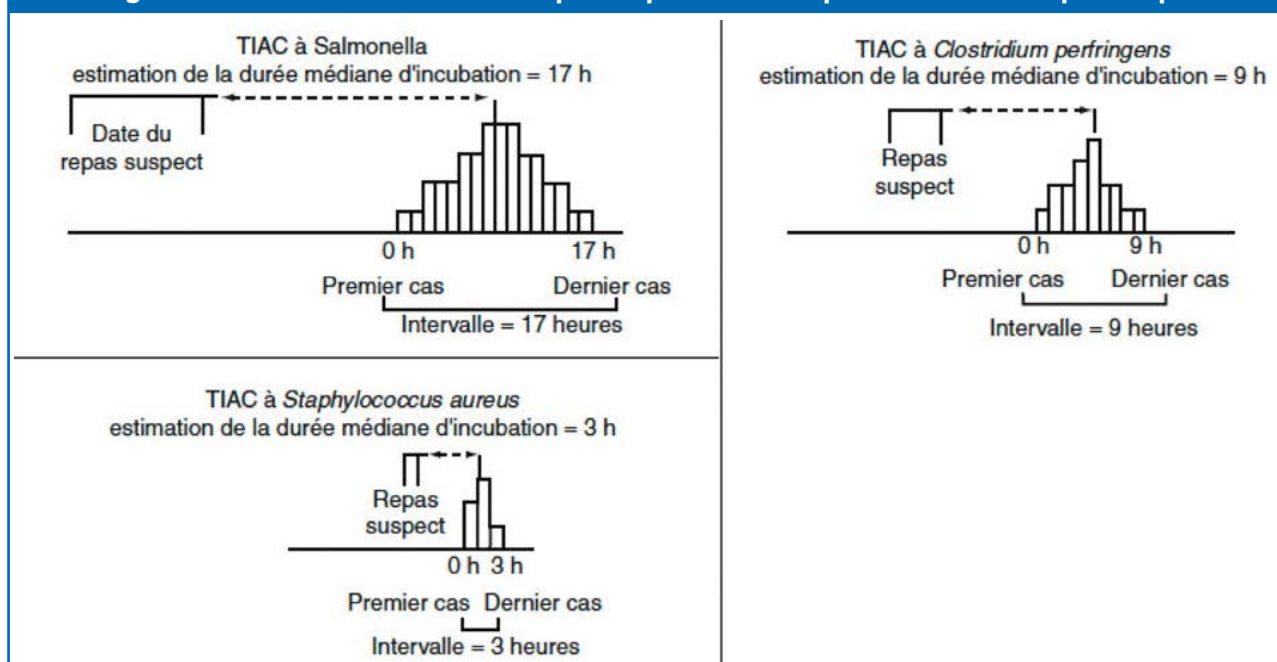 TIAC à Salmonella
estimation de la durée médiane d'incubation = 17 h
Date du
repas suspect
0 h 17 h
Premier cas Dernier cas
Intervalle = 17 heures
TIAC à Clostridium perfringens
estimation de la durée médiane d'incubation = 9 h
Repas
suspect
0 h 9 h
Premier cas Dernier cas
Intervalle = 9 heures
TIAC à Staphylococcus aureus
estimation de la durée médiane d'incubation = 3 h
Repas
suspect
0 h 3 h
Premier cas Dernier cas
Intervalle = 3 heures